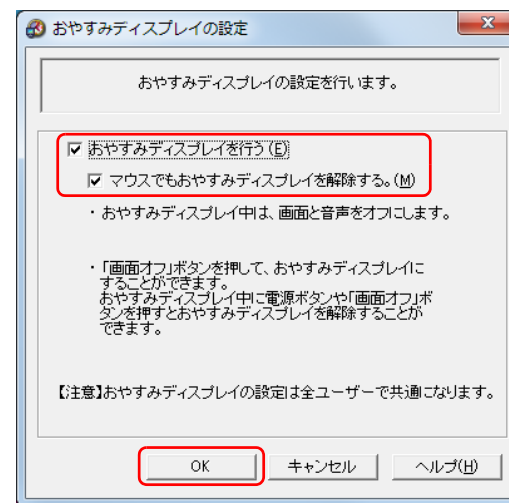 おやすみディスプレイの設定
おやすみディスプレイの設定を行います。
おやすみディスプレイを行う(E)
マウスでもおやすみディスプレイを解除する。(M)
・おやすみディスプレイ中は、画面と音声をオフにします。
・「画面オフ」ボタンを押して、おやすみディスプレイに
することができます。
おやすみディスプレイ中に電源ボタンや「画面オフ」ボ
タンを押すとおやすみディスプレイを解除することが
できます。
【注意】おやすみディスプレイの設定は全ユーザーで共通になります。
OK
キャンセル
ヘルプ(H)